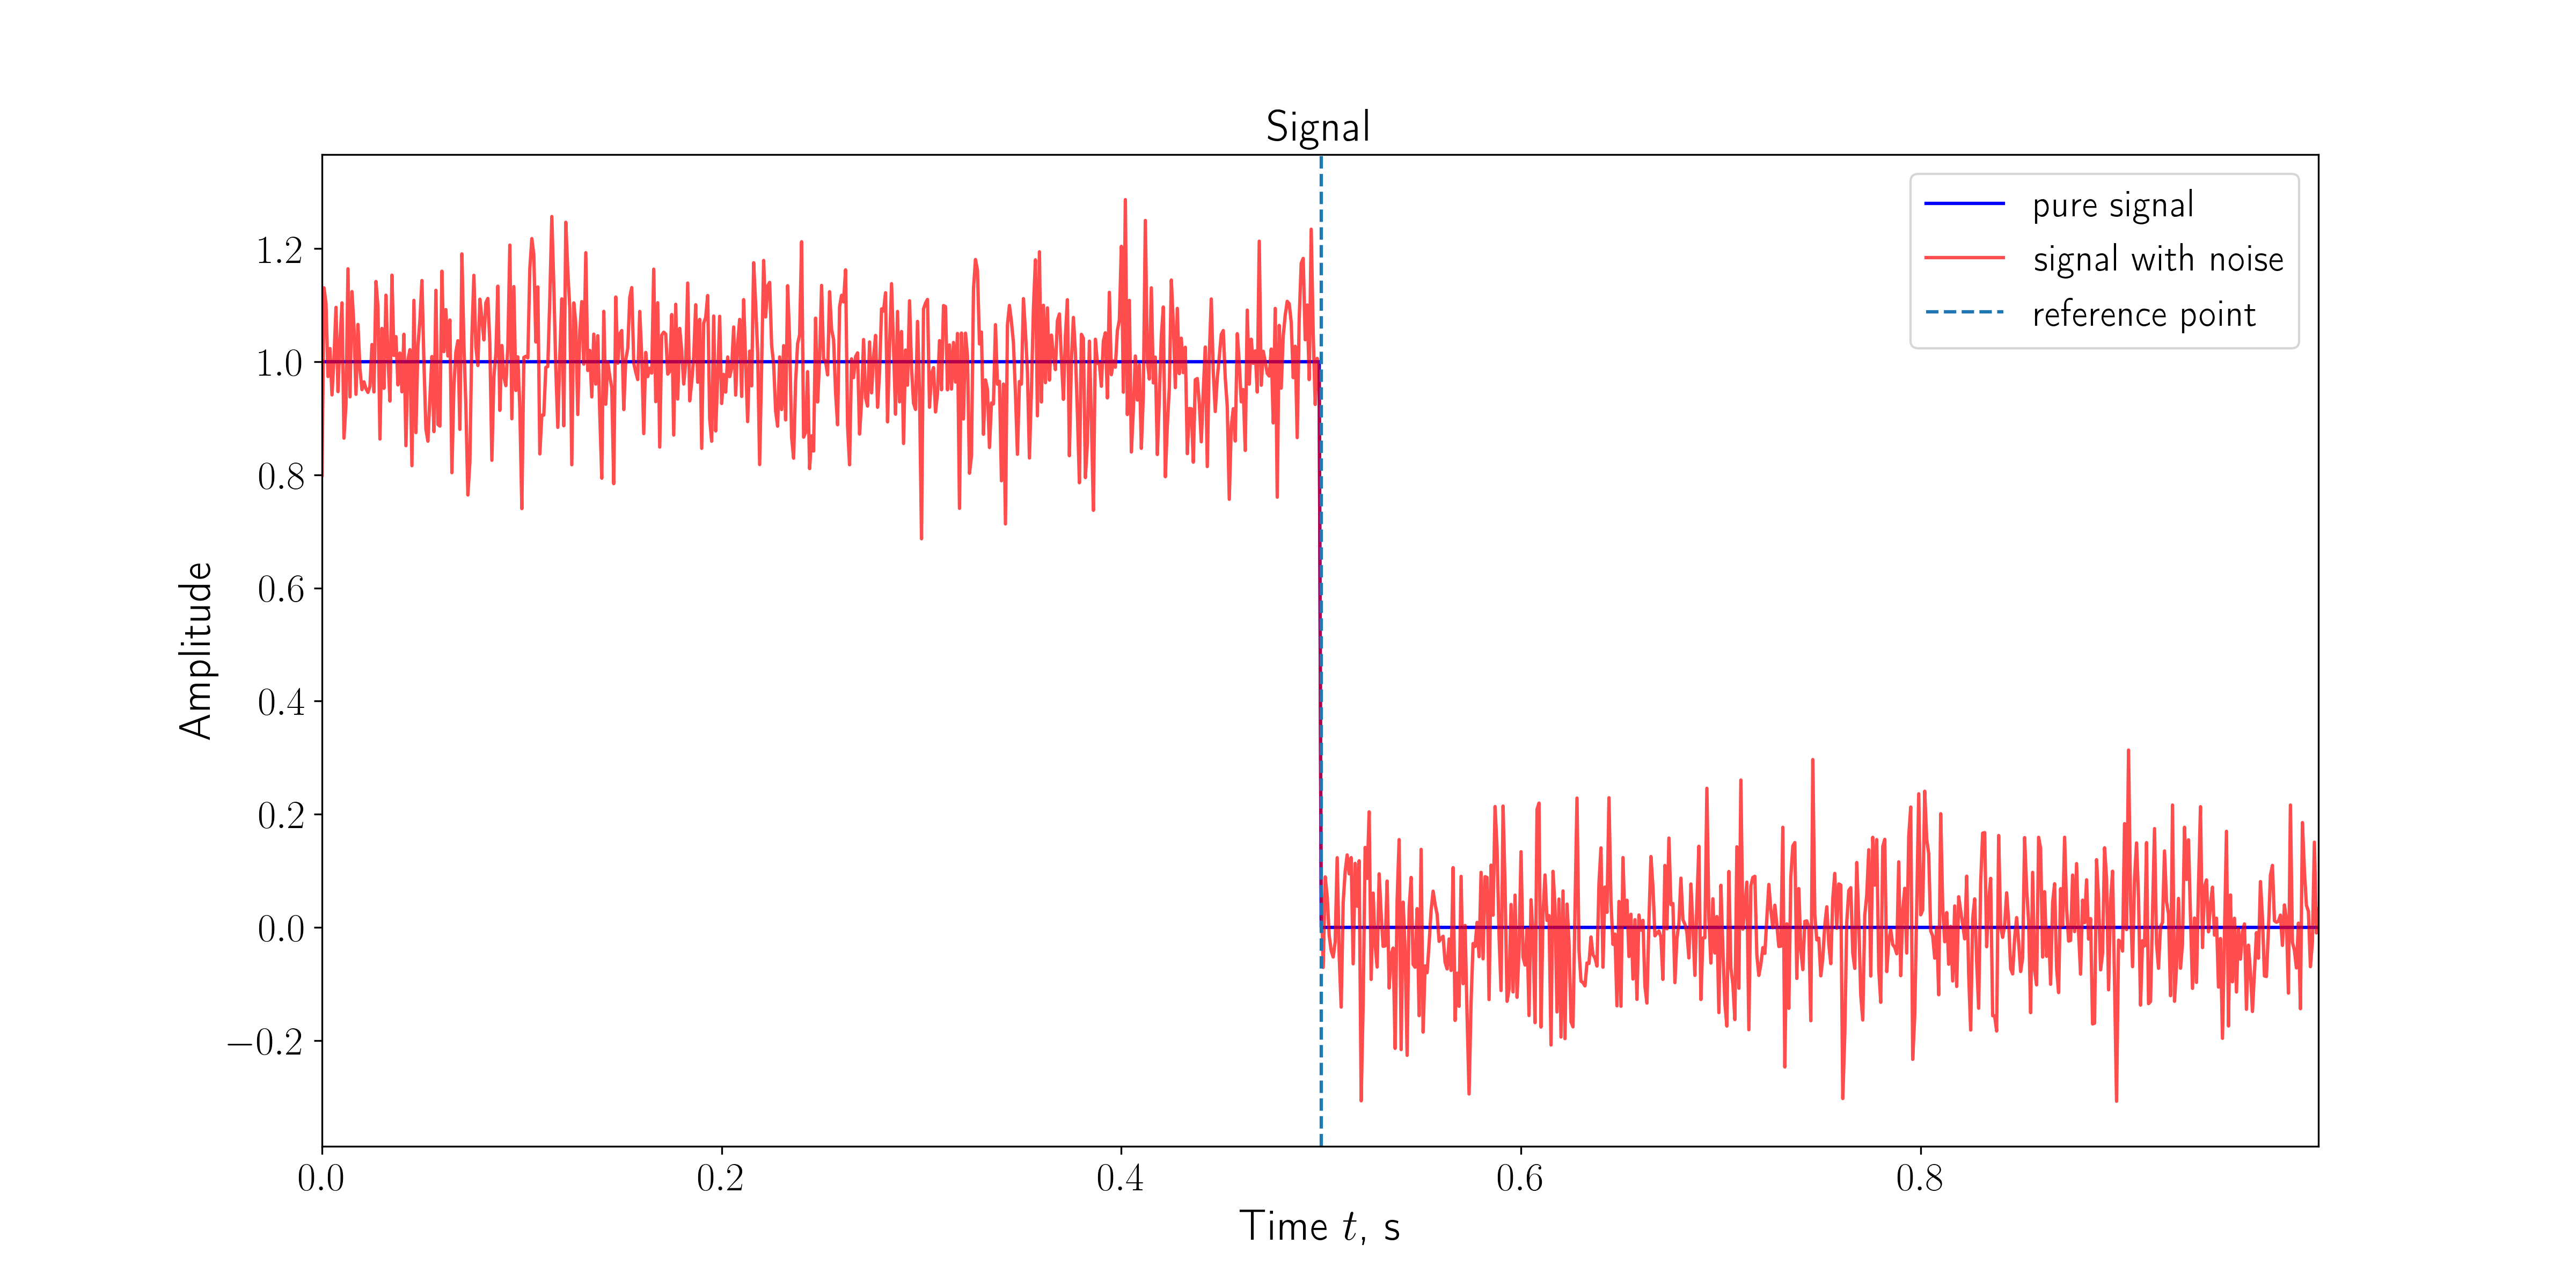 Signal
pure signal
signal with noise
reference point
1.2
1.0
0.8
0.6
0.4
0.2
0.0
−0.2
Amplitude
0.0 0.2 0.4 0.6 0.8
Time t, s